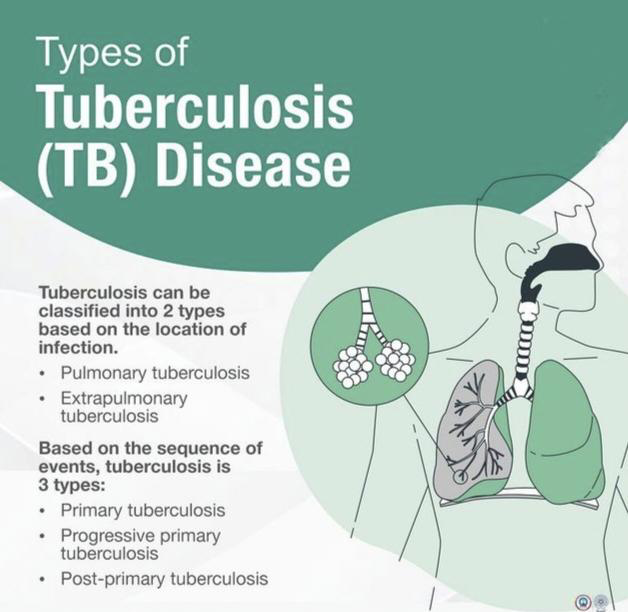 Types of
Tuberculosis
(TB) Disease
Tuberculosis can be
classified into 2 types
based on the location of
infection.
• Pulmonary tuberculosis
• Extrapulmonary
tuberculosis
Based on the sequence of
events, tuberculosis is
3 types:
• Primary tuberculosis
• Progressive primary
tuberculosis
• Post-primary tuberculosis